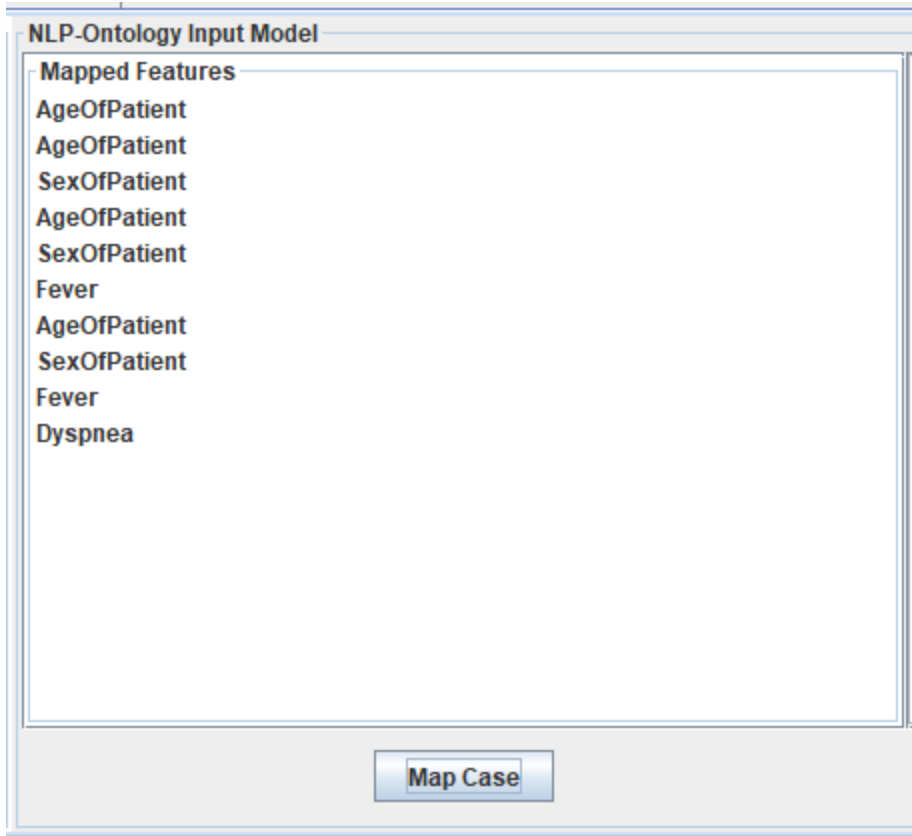 NLP-Ontology Input Model
Mapped Features
AgeOfPatient
AgeOfPatient
SexOfPatient
AgeOfPatient
SexOfPatient
Fever
AgeOfPatient
SexOfPatient
Fever
Dyspnea
Map Case